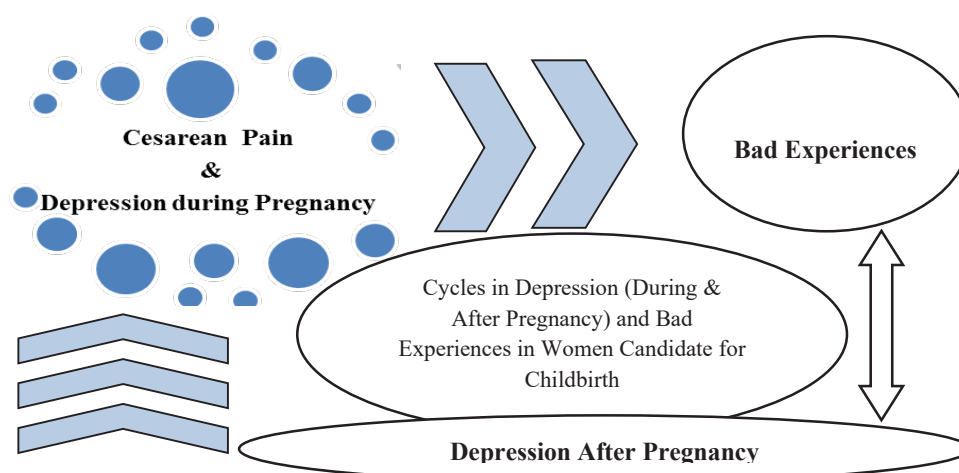 Cesarean Pain
&
Depression during Pregnancy
Bad Experiences
Cycles in Depression (During &
After Pregnancy) and Bad
Experiences in Women Candidate for
Childbirth
Depression After Pregnancy